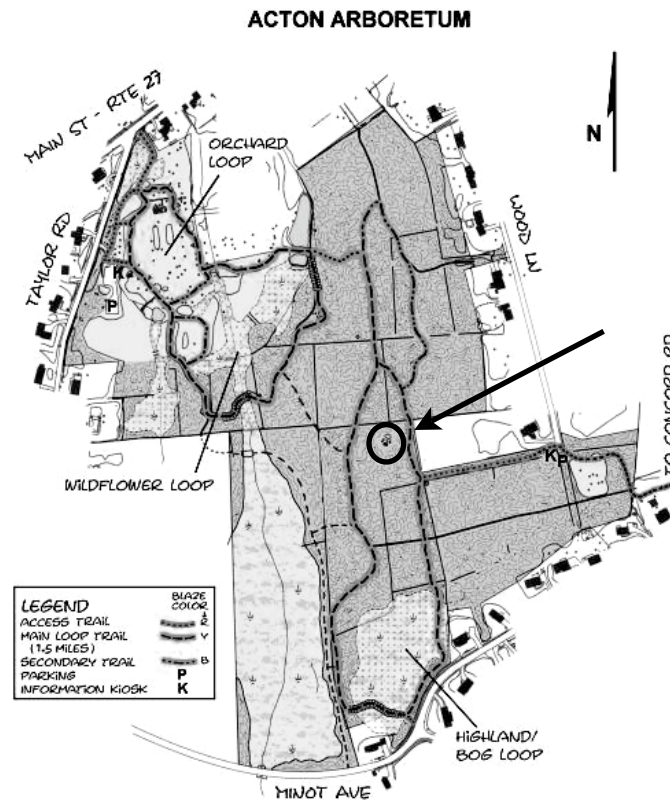 ACTON ARBORETUM
MAIN ST - RTE 27
ORCHARD
LOOP
N
TAYLOR RD
WOOD LN
K
P
TO CONCORD RD
K P
WILDFLOWER LOOP
LEGEND
BLAZE
COLOR
ACCESS TRAIL R
MAIN LOOP TRAIL Y
(1.5 MILES)
SECONDARY TRAIL B
PARKING P
INFORMATION KIOSK K
HIGHLAND/
BOG LOOP
MINOT AVE